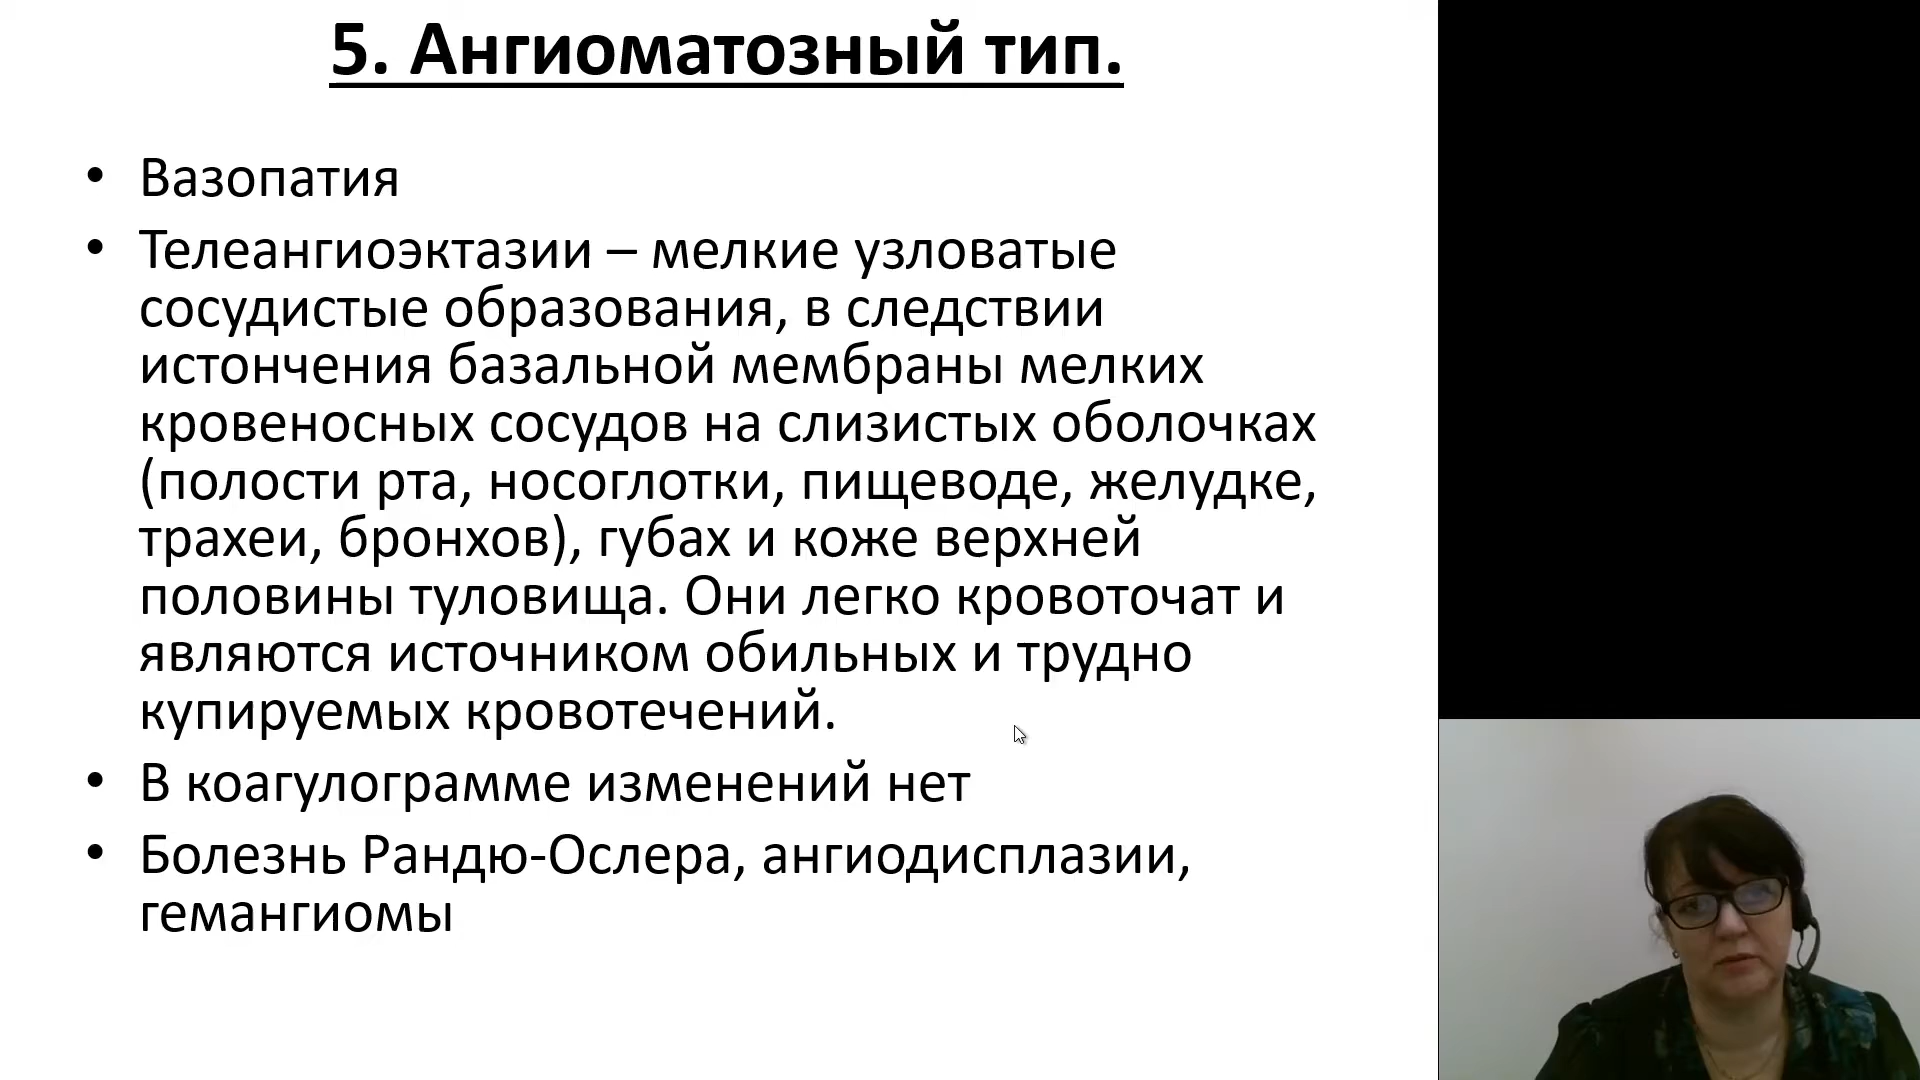 5. Ангиоматозный тип.
• Вазопатия
• Телеангиоэктазии – мелкие узловатые
сосудистые образования, в следствии
истончения базальной мембраны мелких
кровеносных сосудов на слизистых оболочках
(полости рта, носоглотки, пищеводе, желудке,
трахеи, бронхов), губах и коже верхней
половины туловища. Они легко кровоточат и
являются источником обильных и трудно
купируемых кровотечений.
• В коагулограмме изменений нет
• Болезнь Рандю-Ослера, ангиодисплазии,
гемангиомы